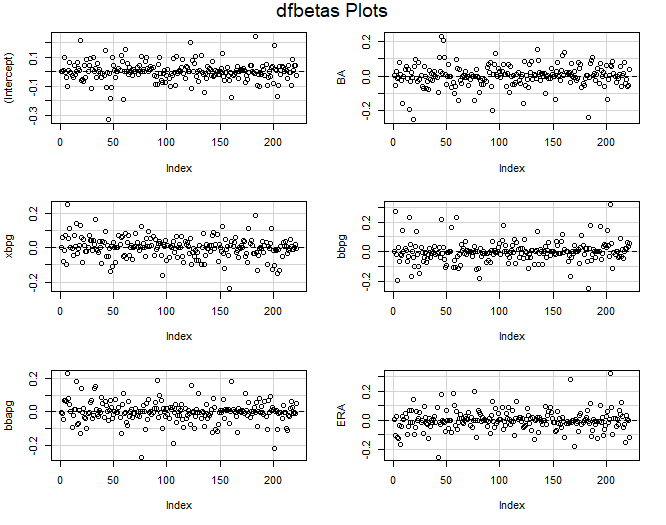 dfbetas Plots
(Intercept)
-0.3 -0.1 0.1
0 50 100 150 200
Index
BA
-0.2 0.0 0.2
0 50 100 150 200
Index
xbpg
-0.2 0.0 0.2
0 50 100 150 200
Index
bbpg
-0.2 0.0 0.2
0 50 100 150 200
Index
bbapg
-0.2 0.0 0.2
0 50 100 150 200
Index
ERA
-0.2 0.0 0.2
0 50 100 150 200
Index